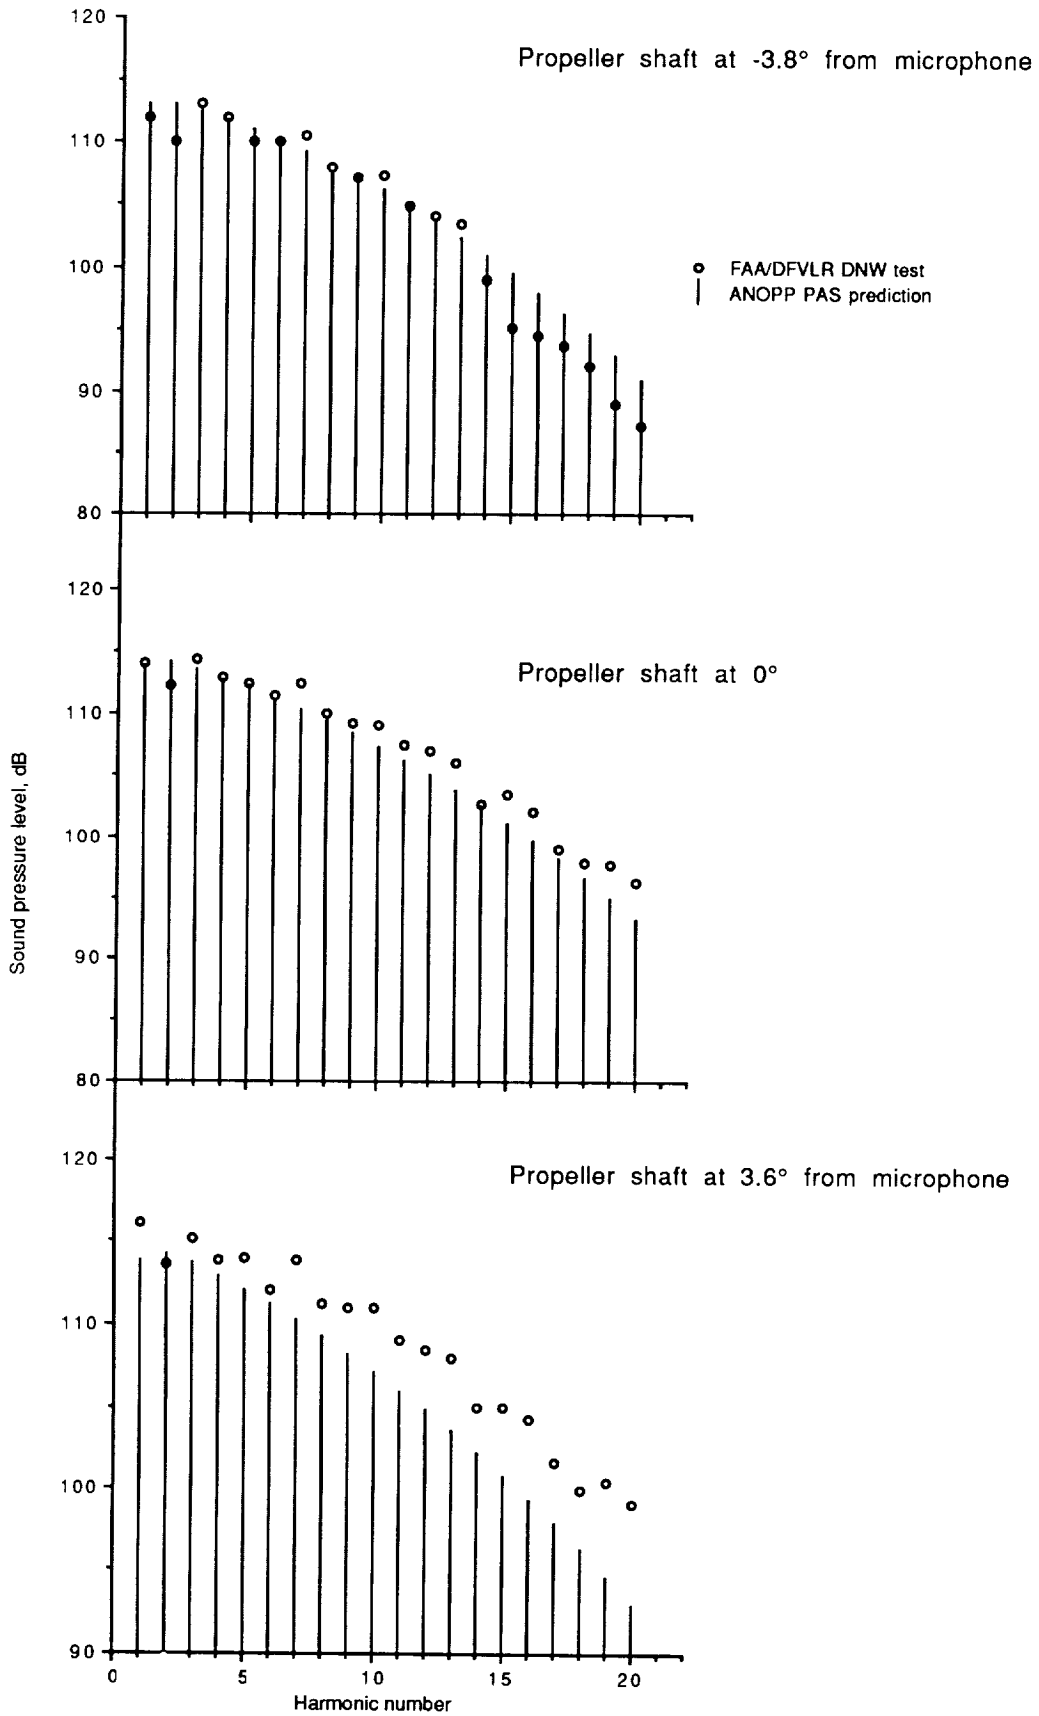 120
Propeller shaft at -3.8° from microphone
110
100
FAA/DFVLR DNW test
ANOPP PAS prediction
90
80
120
Propeller shaft at 0°
110
Sound pressure level, dB
100
90
80
120
Propeller shaft at 3.6° from microphone
110
100
90
0 5 10 15 20
Harmonic number